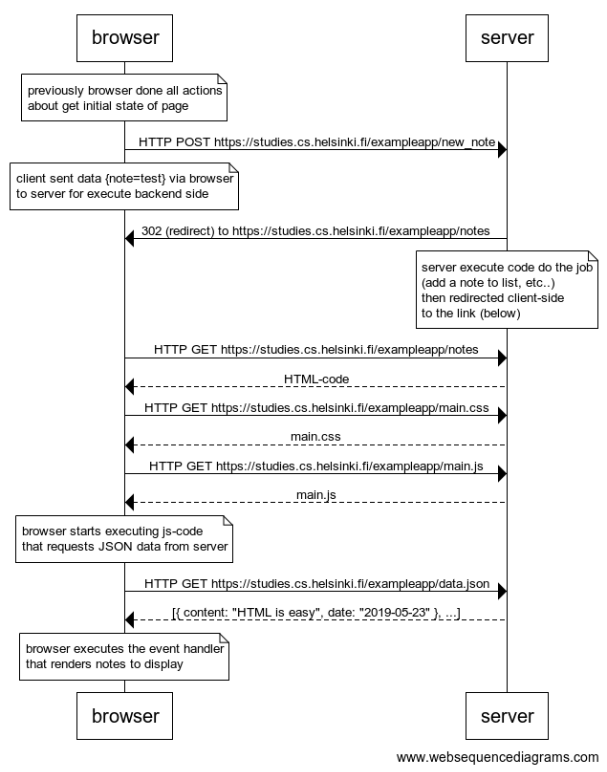 browser
server
previously browser done all actions
about get initial state of page
HTTP POST https://studies.cs.helsinki.fi/exampleapp/new_note
client sent data {note=test} via browser
to server for execute backend side
302 (redirect) to https://studies.cs.helsinki.fi/exampleapp/notes
server execute code do the job
(add a note to list, etc..)
then redirected client-side
to the link (below)
HTTP GET https://studies.cs.helsinki.fi/exampleapp/notes
HTML-code
HTTP GET https://studies.cs.helsinki.fi/exampleapp/main.css
main.css
HTTP GET https://studies.cs.helsinki.fi/exampleapp/main.js
main.js
browser starts executing js-code
that requests JSON data from server
HTTP GET https://studies.cs.helsinki.fi/exampleapp/data.json
[{ content: "HTML is easy", date: "2019-05-23" }, ...]
browser executes the event handler
that renders notes to display
browser
server
www.websequencediagrams.com